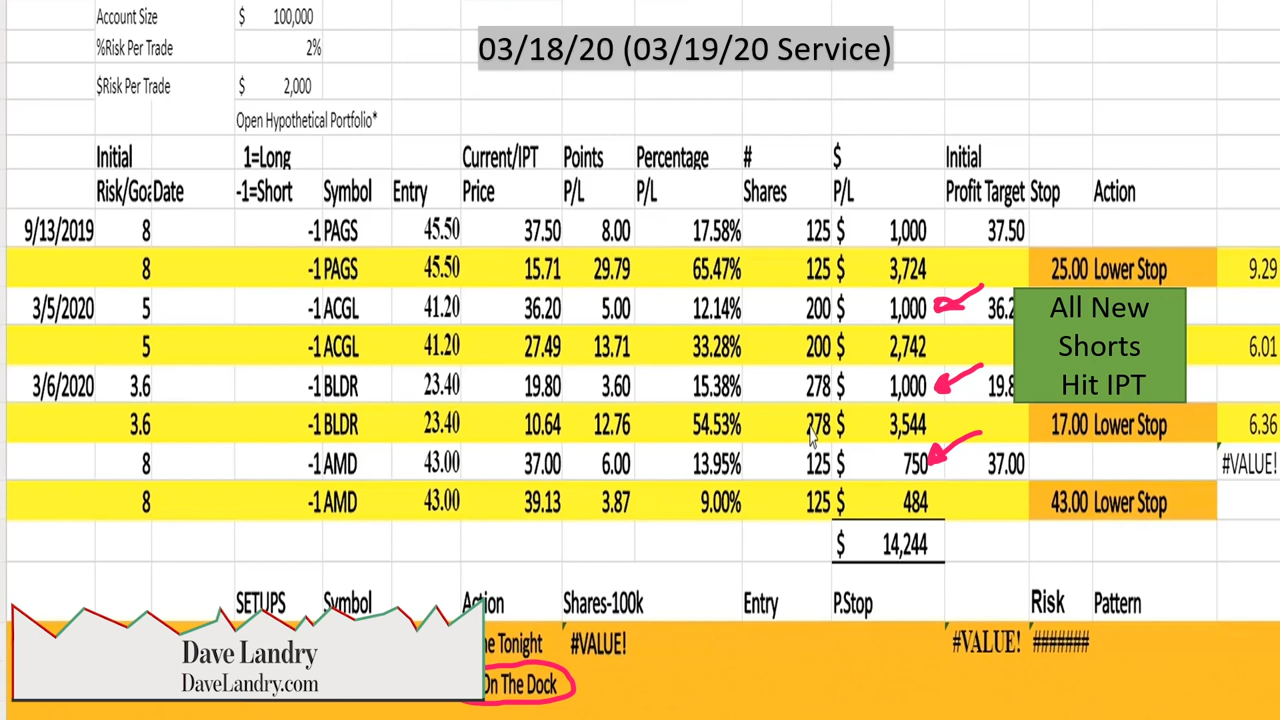 Account Size $ 100,000
03/18/20 (03/19/20 Service)
%Risk Per Trade 2%
$Risk Per Trade $ 2,000
Open Hypothetical Portfolio*
Initial 1=Long Current/IPT Points Percentage # $ Initial
Risk/Goa Date -1=Short Symbol Entry Price P/L P/L Shares P/L Profit Target Stop Action
9/13/2019 8 -1 PAGS 45.50 37.50 8.00 17.58% 125 $ 1,000 37.50
8 -1 PAGS 45.50 15.71 29.79 65.47% 125 $ 3,724 25.00 Lower Stop 9.29
3/5/2020 5 -1 ACGL 41.20 36.20 5.00 12.14% 200 $ 1,000 36.2
5 -1 ACGL 41.20 27.49 13.71 33.28% 200 $ 2,742 6.01
3/6/2020 3.6 -1 BLDR 23.40 19.80 3.60 15.38% 278 $ 1,000 19.8
All New
Shorts
Hit IPT
3.6 -1 BLDR 23.40 10.64 12.76 54.53% 278 $ 3,544 17.00 Lower Stop 6.36
8 -1 AMD 43.00 37.00 6.00 13.95% 125 $ 750 37.00 #VALUE!
8 -1 AMD 43.00 39.13 3.87 9.00% 125 $ 484 43.00 Lower Stop
$ 14,244
SETUPS Symbol Action Shares-100k Entry P.Stop Risk Pattern
Tonight #VALUE! #VALUE! #######
On The Dock
Dave Landry
DaveLandry.com